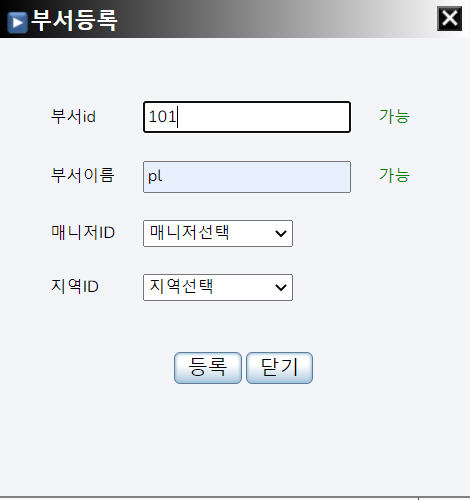 부서등록
부서id 101 가능
부서이름 pl 가능
매니저ID 매니저선택
지역ID 지역선택
등록 닫기